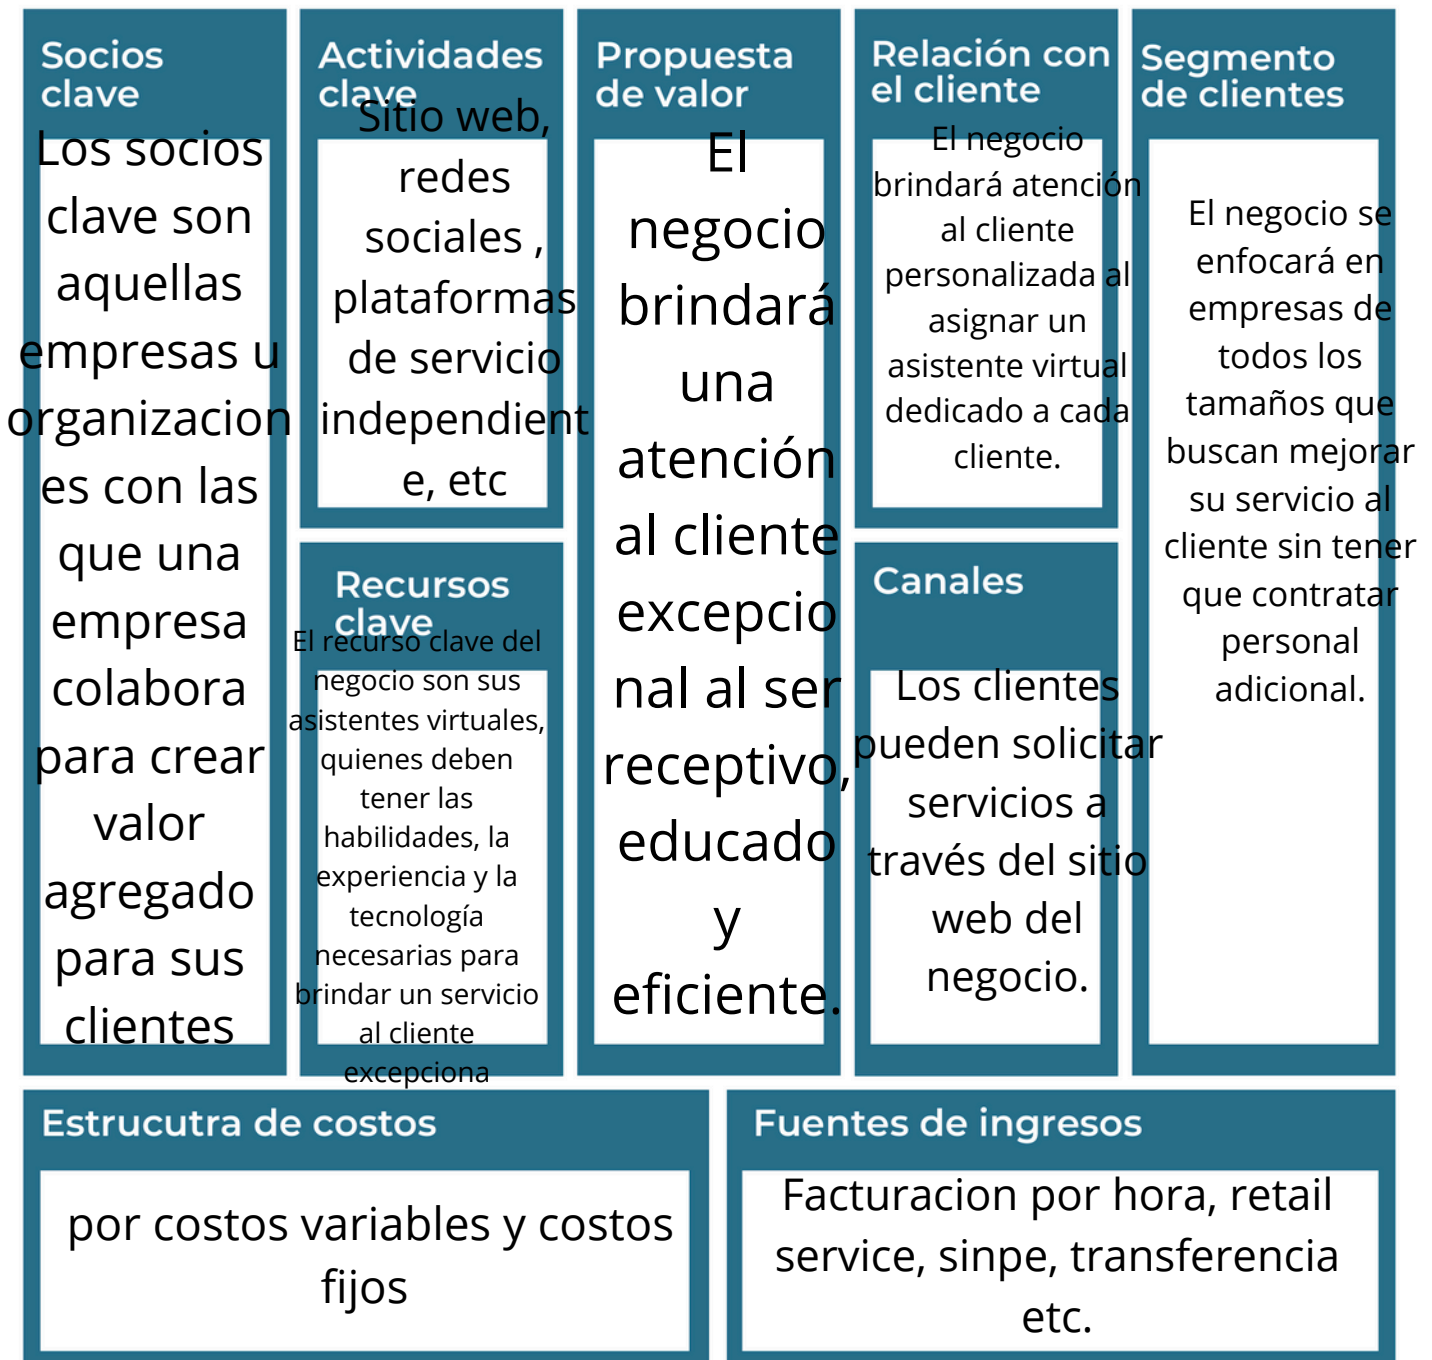 Socios
clave
Los socios
clave son
aquellas
empresas u
organizacion
es con las
que una
empresa
colabora
para crear
valor
agregado
para sus
clientes
Actividades
clave
Sitio web,
redes
sociales ,
plataformas
de servicio
independient
e, etc
Recursos
clave
El recurso clave del
negocio son sus
asistentes virtuales,
quienes deben
tener las
habilidades, la
experiencia y la
tecnología
necesarias para
brindar un servicio
al cliente
excepciona
Propuesta
de valor
El
negocio
brindará
una
atención
al cliente
excepcio
nal al ser
receptivo,
educado
y
eficiente.
Relación con
el cliente
El negocio
brindará atención
al cliente
personalizada al
asignar un
asistente virtual
dedicado a cada
cliente.
Canales
Los clientes
pueden solicitar
servicios a
través del sitio
web del
negocio.
Segmento
de clientes
El negocio se
enfocará en
empresas de
todos los
tamaños que
buscan mejorar
su servicio al
cliente sin tener
que contratar
personal
adicional.
Estrucutra de costos
por costos variables y costos
fijos
Fuentes de ingresos
Facturacion por hora, retail
service, sinpe, transferencia
etc.